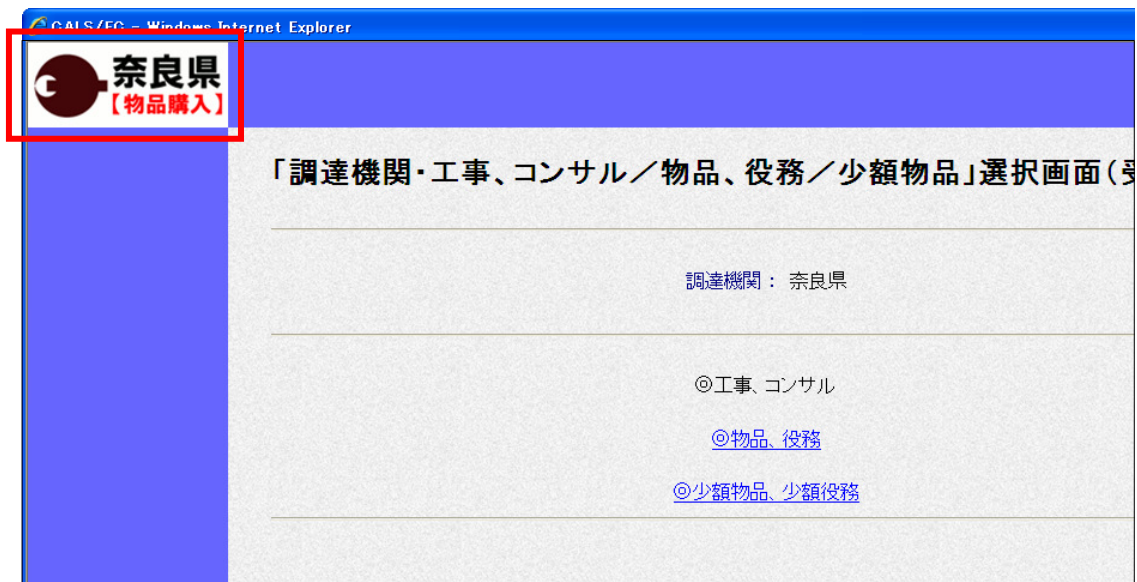 CALS/EC - Windows Internet Explorer
奈良県
【物品購入】
「調達機関・工事、コンサル／物品、役務／少額物品」選択画面（受
調達機関： 奈良県
◎工事、コンサル
◎物品、役務
◎少額物品、少額役務